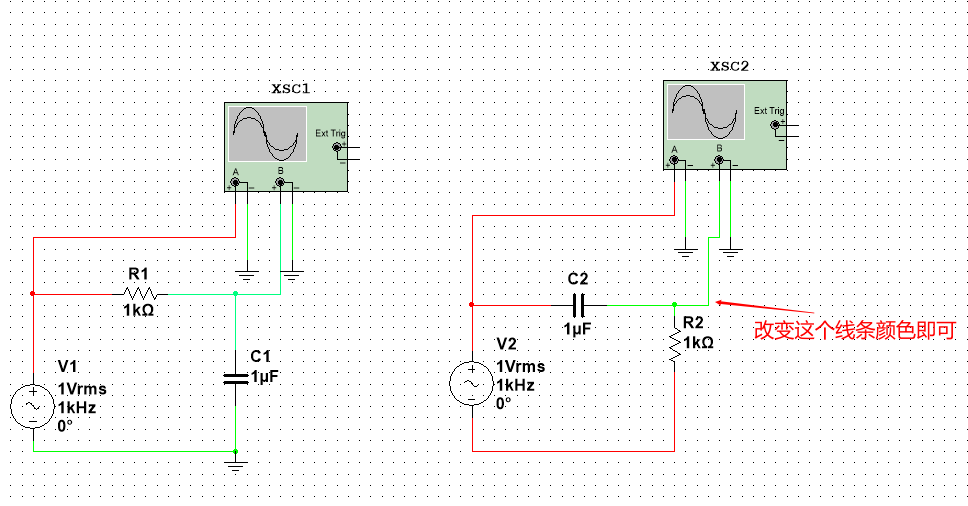 XSC1
Ext Trig
+
−
A
B
+
−
+
−
R1
1kΩ
C1
1µF
V1
1Vrms
1kHz
0°
+
−
XSC2
Ext Trig
+
−
A
B
+
−
+
−
C2
1µF
R2
1kΩ
V2
1Vrms
1kHz
0°
+
−
改变这个线条颜色即可